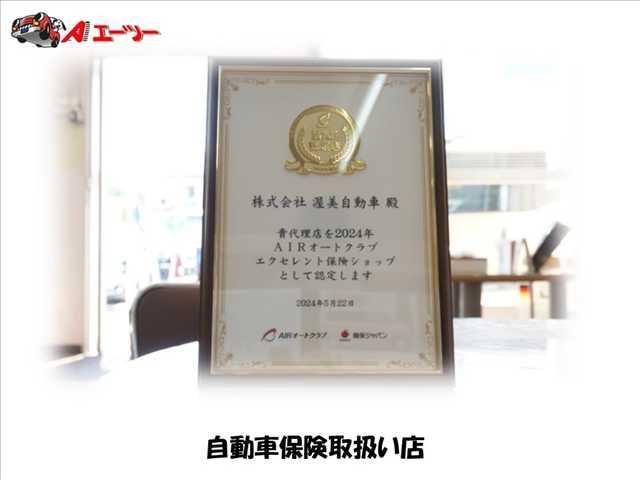 エーツー
株式会社 渥美自動車 殿
貴代理店を2024年
AIRオートクラブ
エクセレント保険ショップ
として認定します
2024年5月22日
AIRオートクラブ 損保ジャパン
自動車保険取扱い店